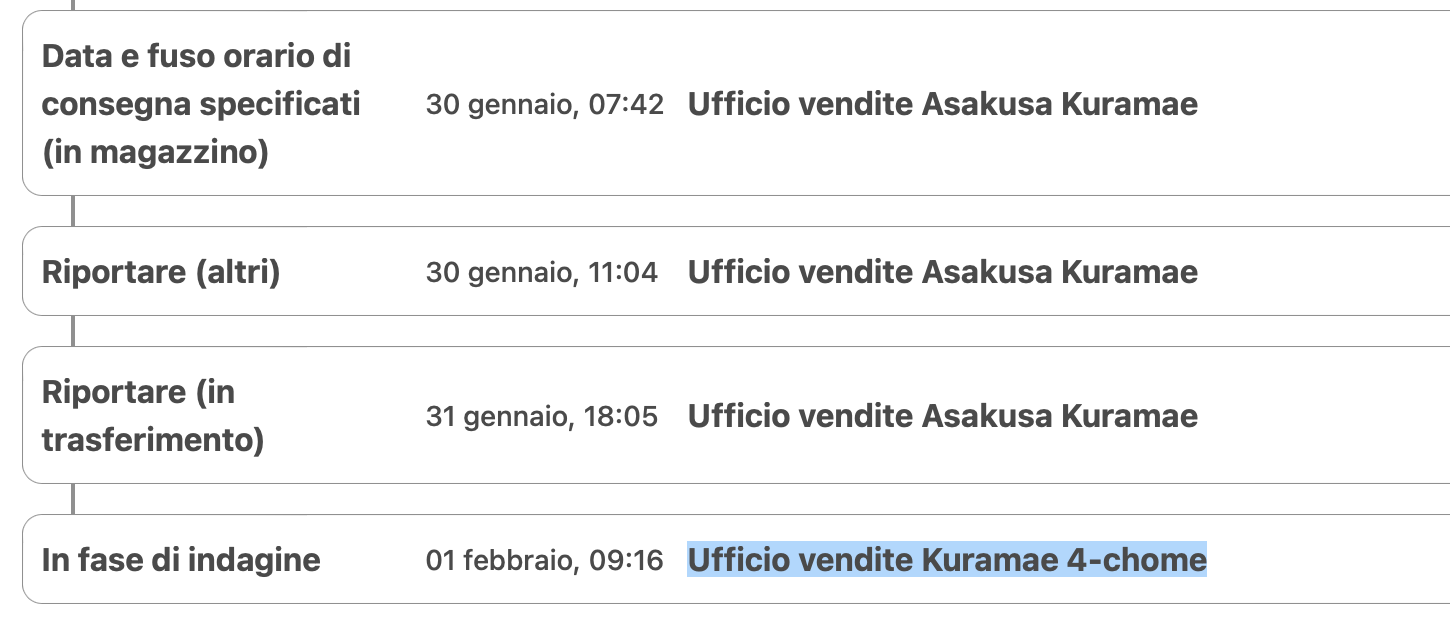 Data e fuso orario di
consegna specificati
(in magazzino)
30 gennaio, 07:42
Ufficio vendite Asakusa Kuramae
Riportare (altri)
30 gennaio, 11:04
Ufficio vendite Asakusa Kuramae
Riportare (in
trasferimento)
31 gennaio, 18:05
Ufficio vendite Asakusa Kuramae
In fase di indagine
01 febbraio, 09:16
Ufficio vendite Kuramae 4-chome